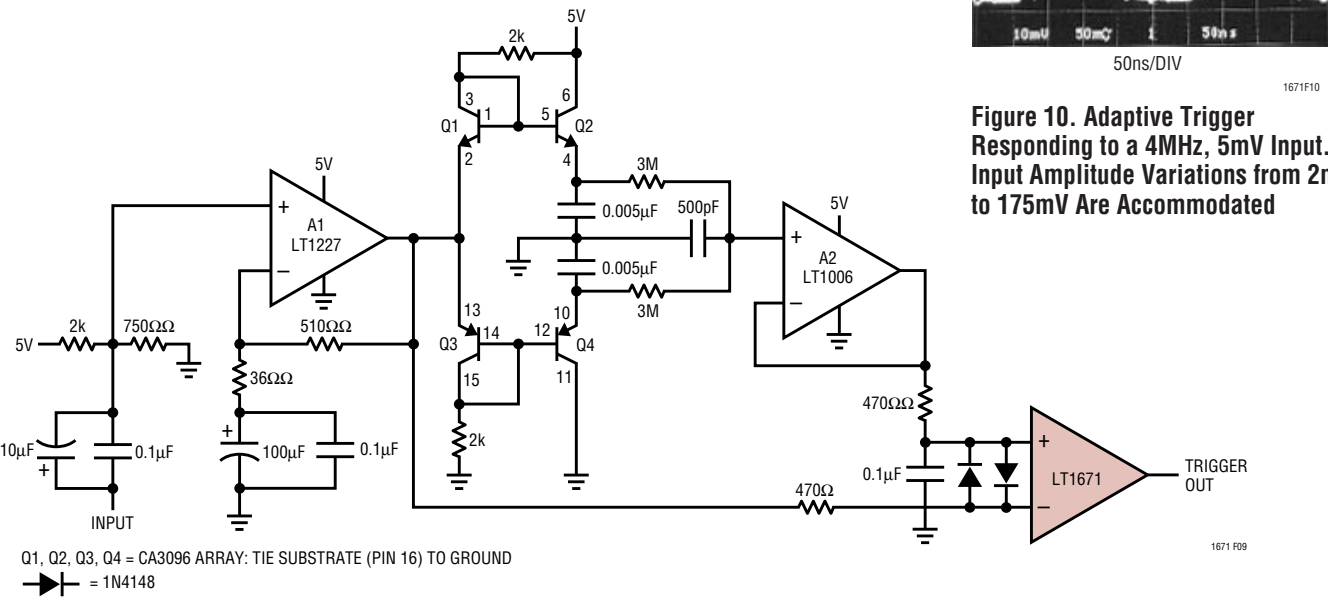 10mV 50mV 50ns
50ns/DIV
1671F10
Figure 10. Adaptive Trigger
Responding to a 4MHz, 5mV Input.
Input Amplitude Variations from
to 175mV Are Accommodated
5V
2k
3
1
5
6
Q1
Q2
2
4
5V
+
A1
LT1227
−
3M
0.005µF
500pF
0.005µF
3M
5V
+
A2
LT1006
−
5V
2k
750ΩΩ
510ΩΩ
36ΩΩ
13
14
12
10
Q3
Q4
15
11
2k
10µF
+
0.1µF
INPUT
+
100µF
0.1µF
470ΩΩ
0.1µF
470Ω
+
LT1671
−
TRIGGER
OUT
1671 F09
Q1, Q2, Q3, Q4 = CA3096 ARRAY: TIE SUBSTRATE (PIN 16) TO GROUND
= 1N4148